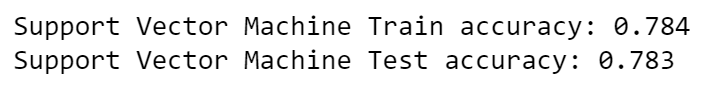 Support Vector Machine Train accuracy: 0.784
Support Vector Machine Test accuracy: 0.783